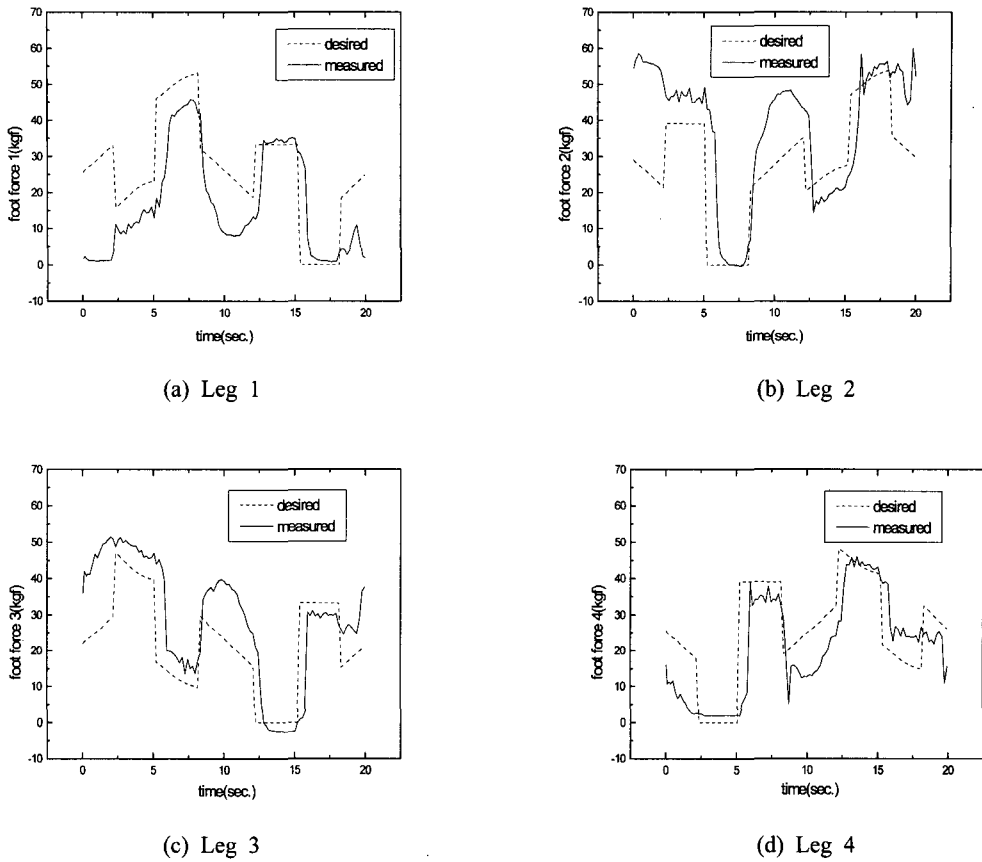 70
60
50
40
30
20
10
0
-10
foot force 1(kgf)
desired
measured
0 5 10 15 20
time(sec.)
(a) Leg 1
70
60
50
40
30
20
10
0
-10
foot force 2(kgf)
desired
measured
0 5 10 15 20
time(sec.)
(b) Leg 2
70
60
50
40
30
20
10
0
-10
foot force 3(kgf)
desired
measured
0 5 10 15 20
time(sec.)
(c) Leg 3
70
60
50
40
30
20
10
0
-10
foot force 4(kgf)
desired
measured
0 5 10 15 20
time(sec.)
(d) Leg 4